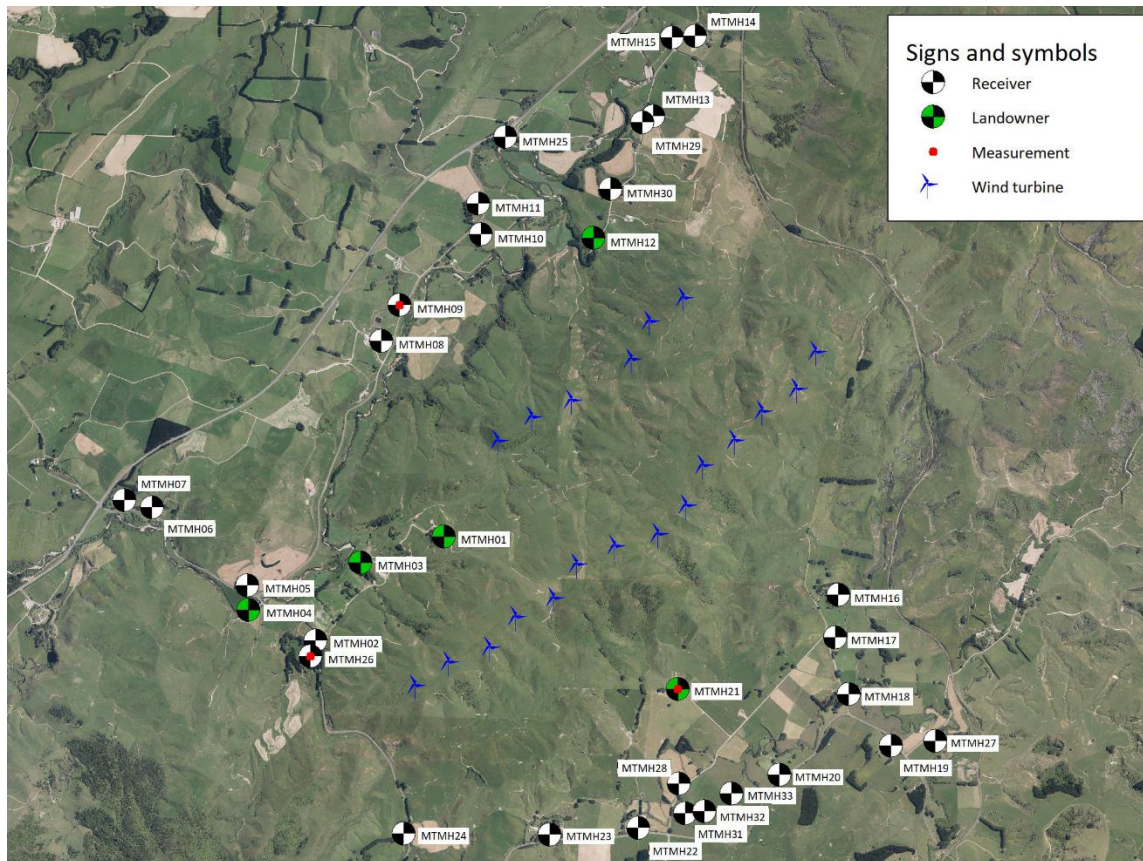 MTMH14
MTMH15
Signs and symbols
Receiver
Landowner
Measurement
Wind turbine
MTMH13
MTMH25
MTMH29
MTMH30
MTMH11
MTMH10
MTMH12
MTMH09
MTMH08
MTMH07
MTMH06
MTMH01
MTMH03
MTMH05
MTMH04
MTMH16
MTMH02
MTMH17
MTMH26
MTMH21
MTMH18
MTMH27
MTMH28
MTMH19
MTMH20
MTMH33
MTMH32
MTMH24
MTMH23
MTMH31
MTMH22